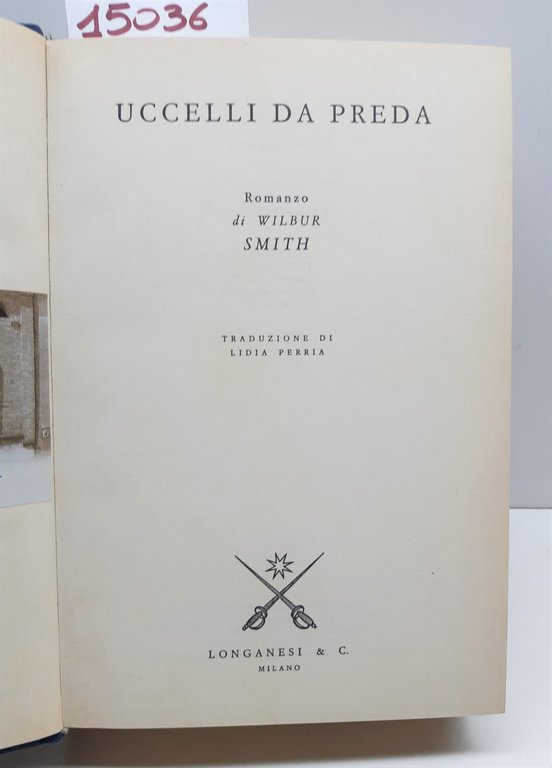 15036
UCCELLI DA PREDA
Romanzo
di WILBUR
SMITH
TRADUZIONE DI
LIDIA PERRIA
LONGANESI & C.
MILANO